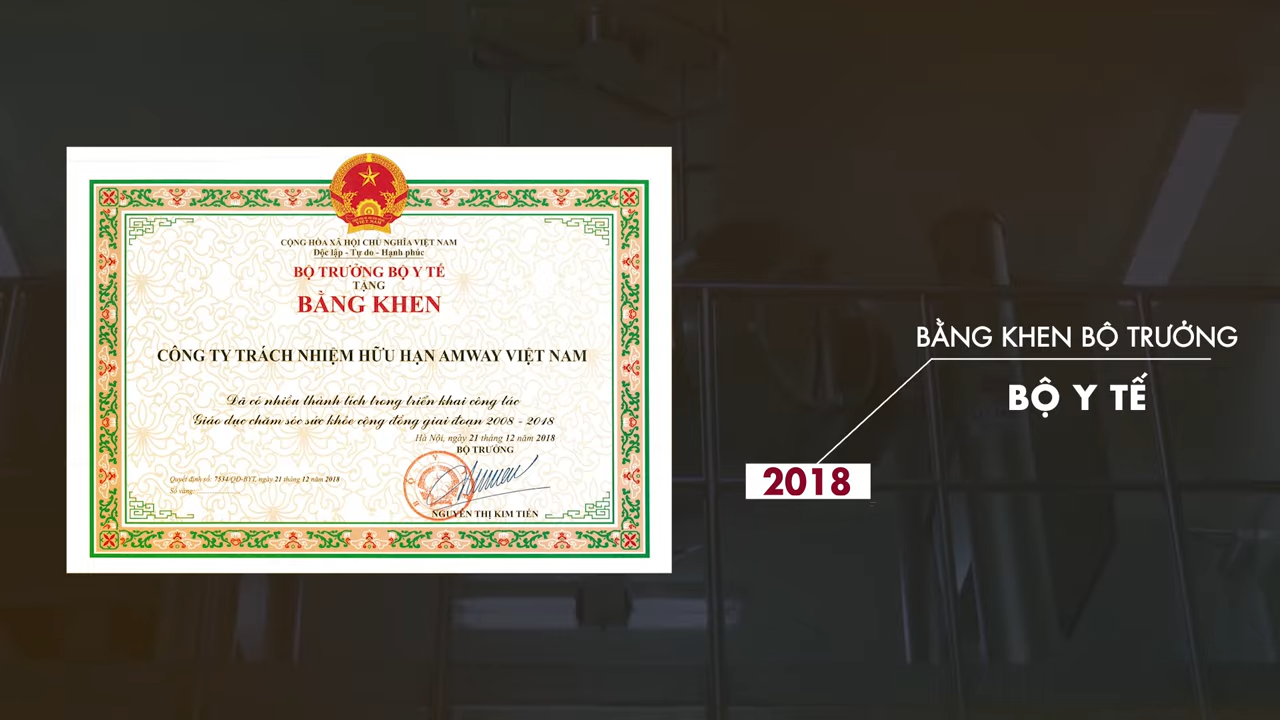 VIỆT NAM
CỘNG HÒA XÃ HỘI CHỦ NGHĨA VIỆT NAM
Độc lập - Tự do - Hạnh phúc
BỘ TRƯỞNG BỘ Y TẾ
TẶNG
BẰNG KHEN
CÔNG TY TRÁCH NHIỆM HỮU HẠN AMWAY VIỆT NAM
Đã có nhiều thành tích trong triển khai công tác
Giáo dục chăm sóc sức khỏe cộng đồng giai đoạn 2008 - 2018
Hà Nội, ngày 21 tháng 12 năm 2018
BỘ TRƯỞNG
Quyết định số: 7534/QĐ-BYT, ngày 21 tháng 12 năm 2018
Số vàng:
NGUYỄN THỊ KIM TIẾN
BẰNG KHEN BỘ TRƯỞNG
BỘ Y TẾ
2018